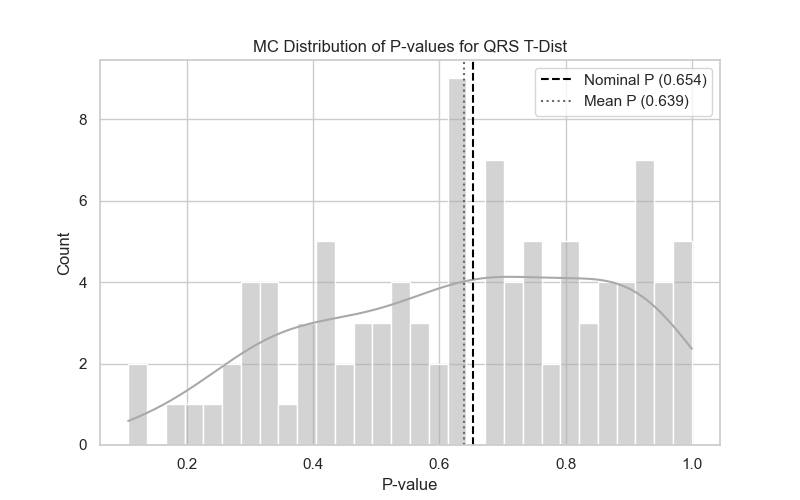 MC Distribution of P-values for QRS T-Dist
Nominal P (0.654)
Mean P (0.639)
Count
8
6
4
2
0
0.2 0.4 0.6 0.8 1.0
P-value